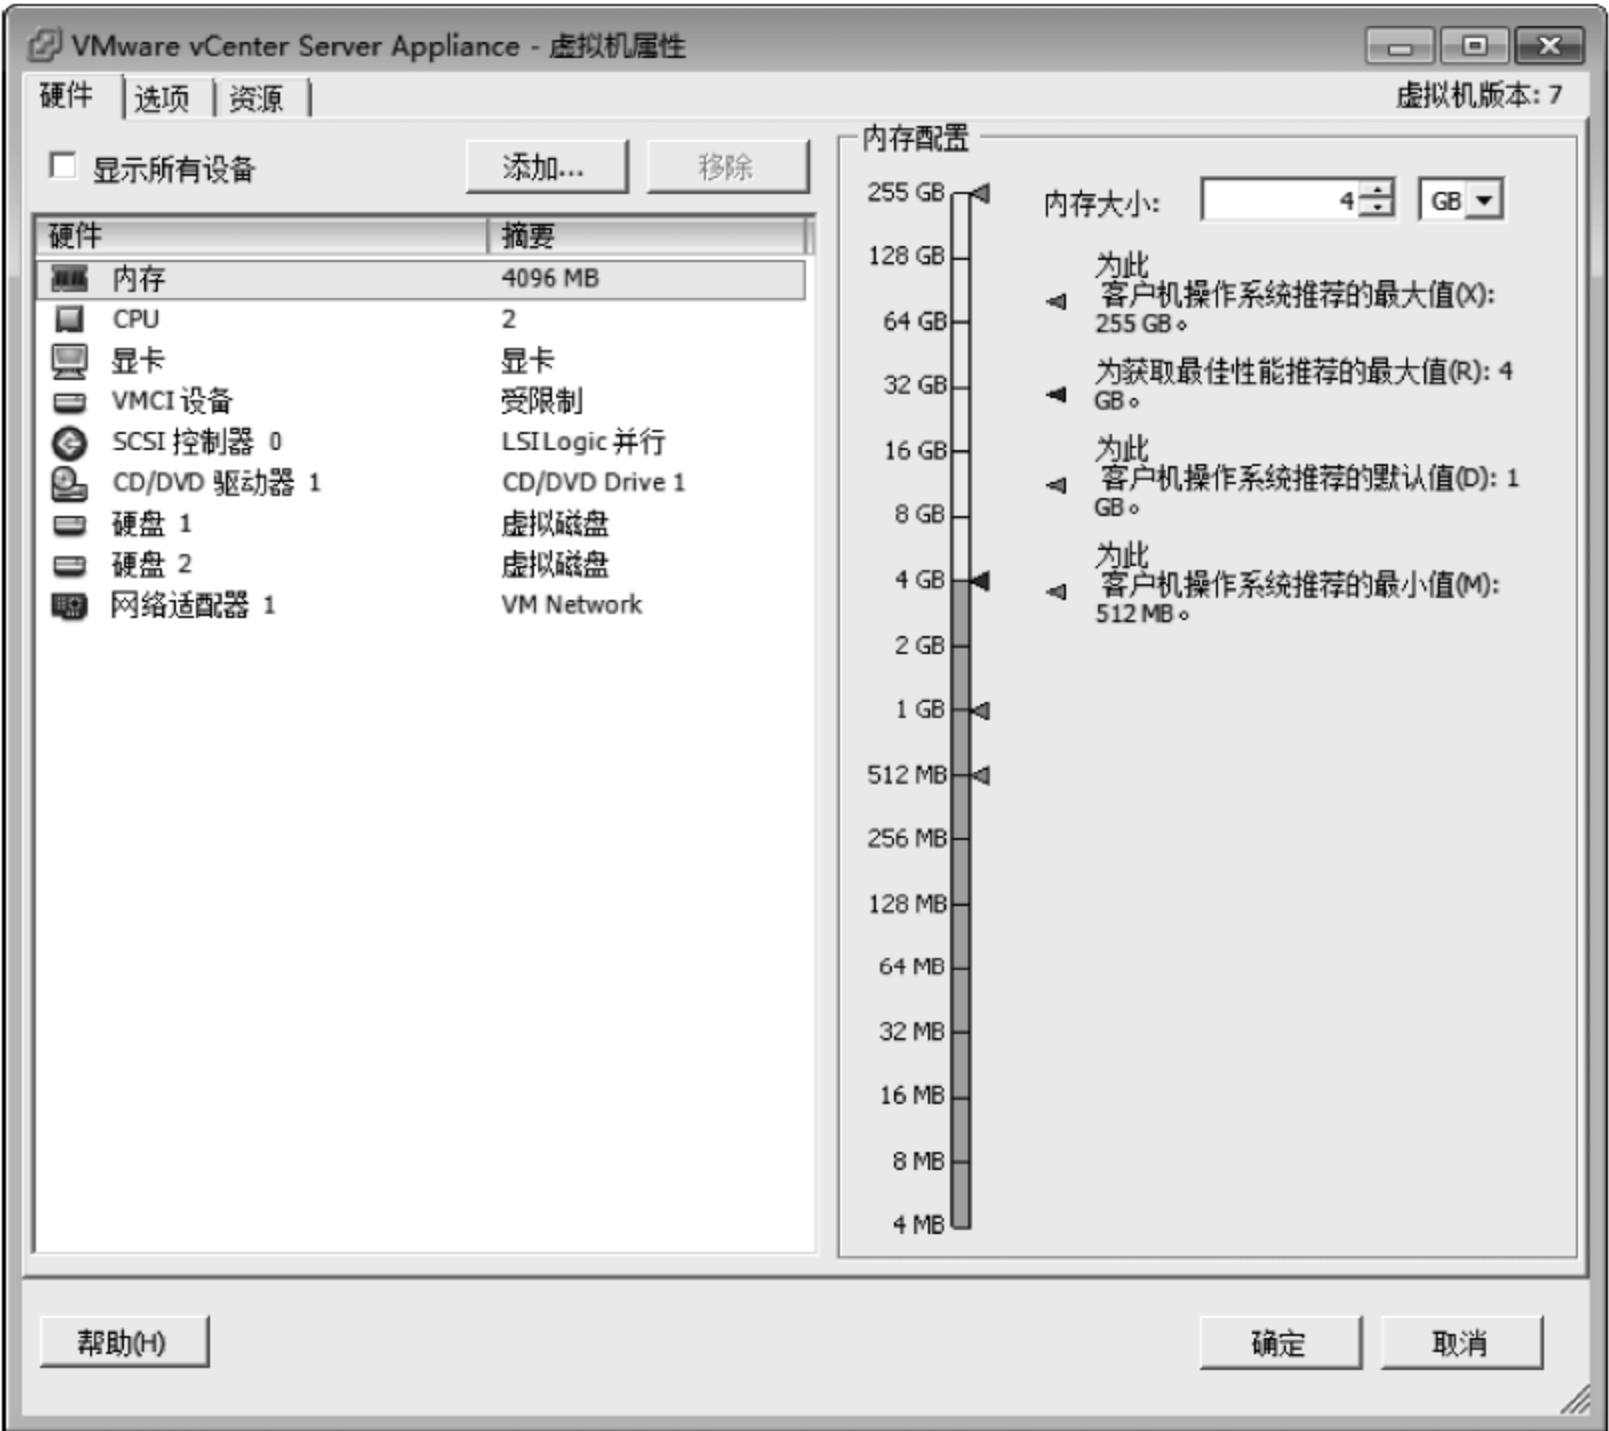 VMware vCenter Server Appliance - 虚拟机属性
硬件 选项 资源 虚拟机版本: 7
显示所有设备 添加... 移除
硬件 摘要
内存 4096 MB
CPU 2
显卡 显卡
VMCI 设备 受限制
SCSI 控制器 0 LSI Logic 并行
CD/DVD 驱动器 1 CD/DVD Drive 1
硬盘 1 虚拟磁盘
硬盘 2 虚拟磁盘
网络适配器 1 VM Network
内存配置
255 GB
128 GB
64 GB
32 GB
16 GB
8 GB
4 GB
2 GB
1 GB
512 MB
256 MB
128 MB
64 MB
32 MB
16 MB
8 MB
4 MB
内存大小: 4 GB
为此
客户机操作系统推荐的最大值(X):
255 GB。
为获取最佳性能推荐的最大值(R): 4
GB。
为此
客户机操作系统推荐的默认值(D): 1
GB。
为此
客户机操作系统推荐的最小值(M):
512 MB。
帮助(H) 确定 取消